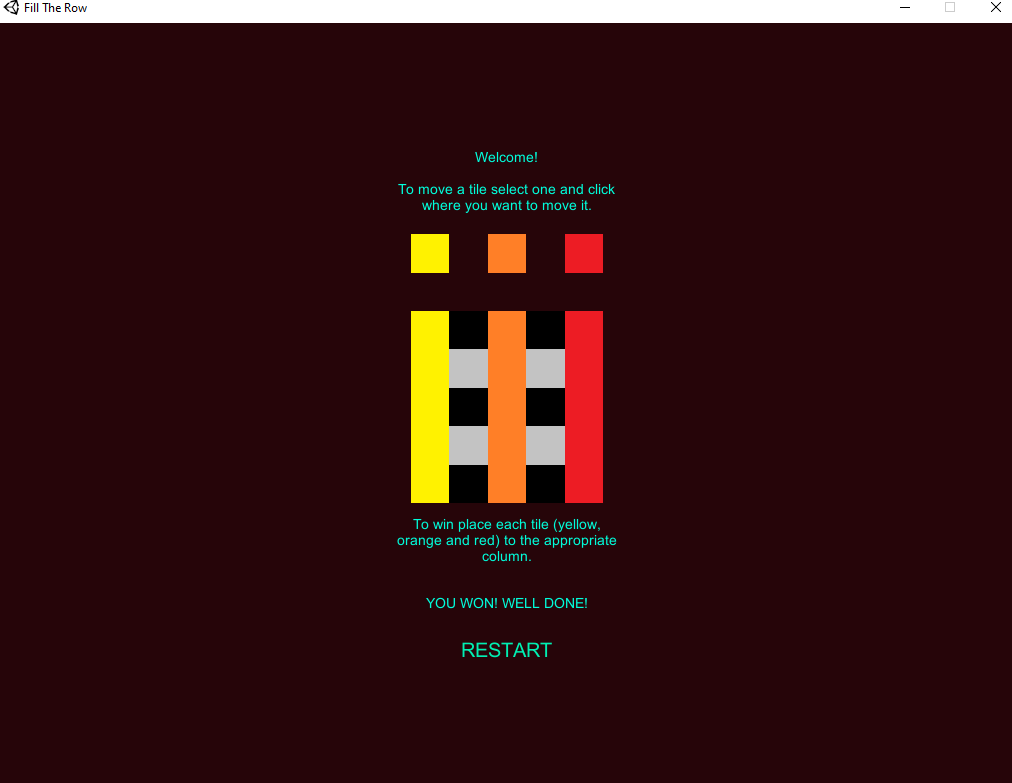 Fill The Row
Welcome!
To move a tile select one and click
where you want to move it.
To win place each tile (yellow,
orange and red) to the appropriate
column.
YOU WON! WELL DONE!
RESTART